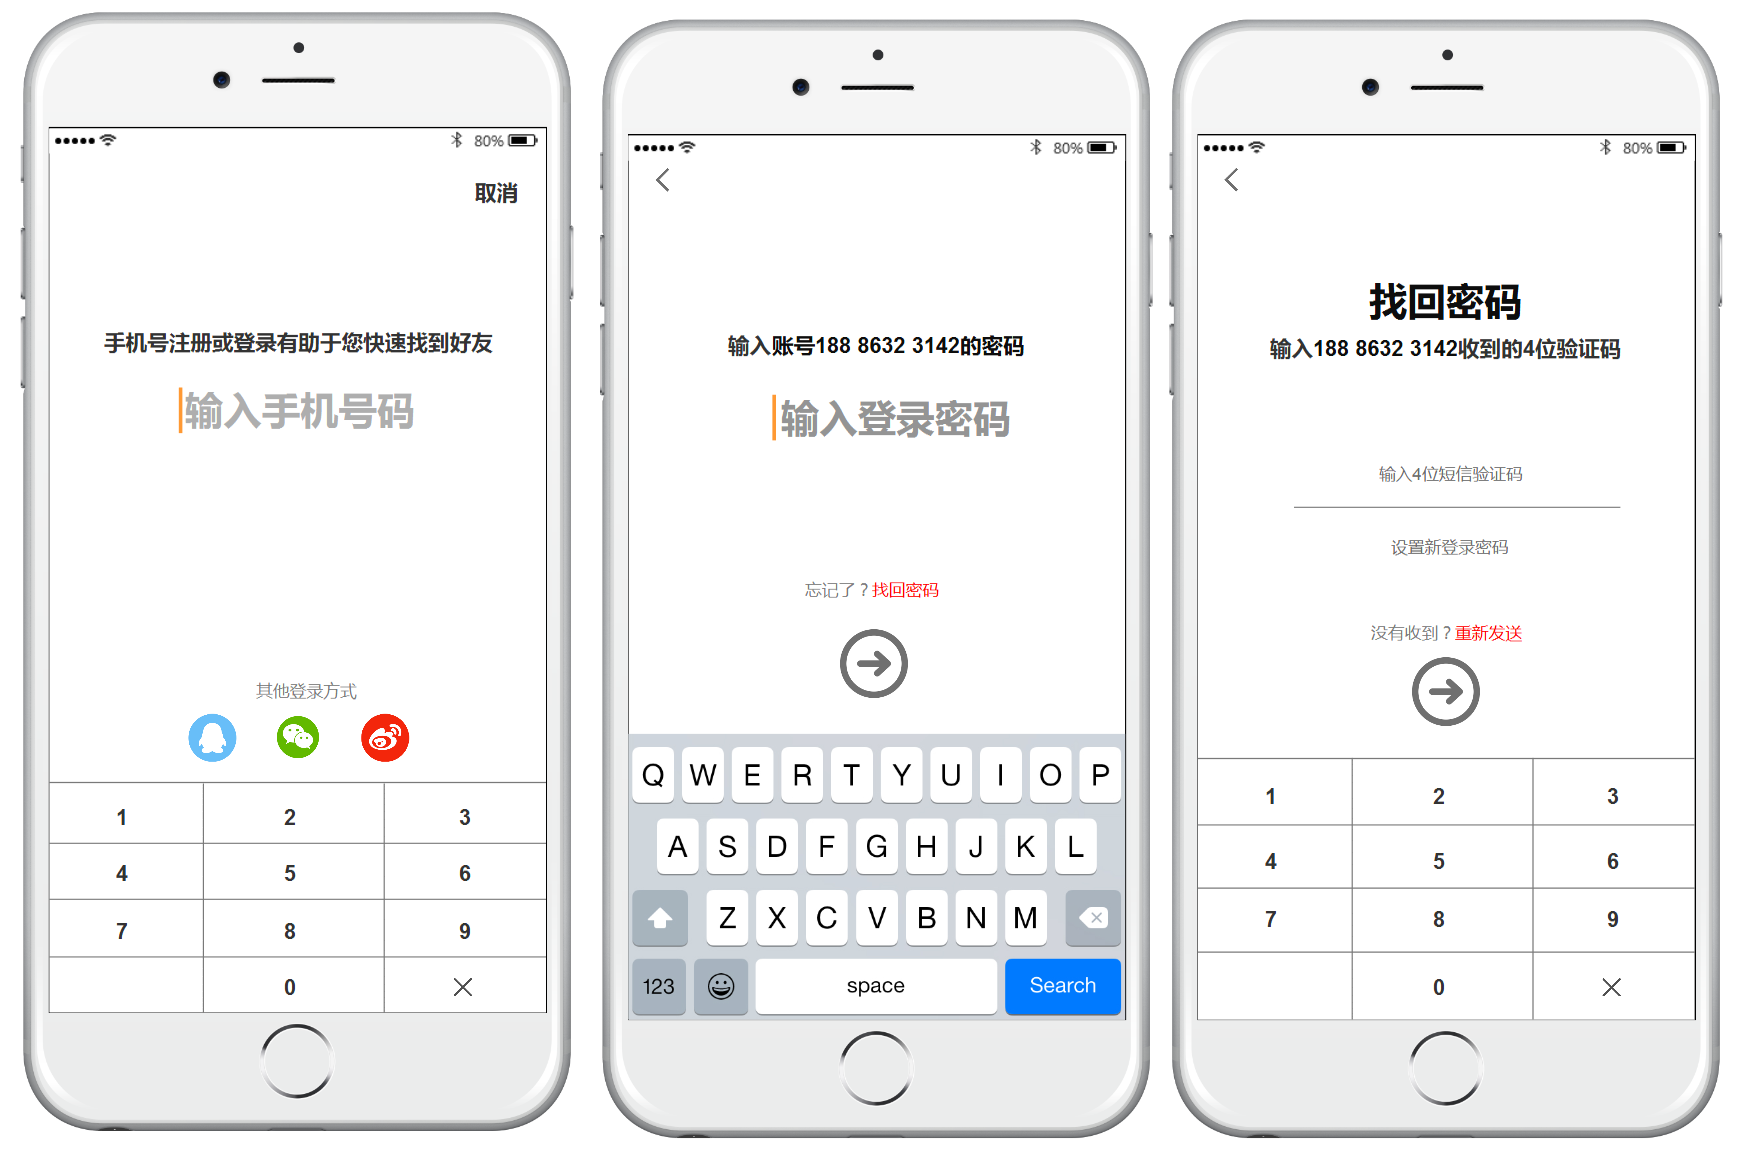 80%
取消
手机号注册或登录有助于您快速找到好友
输入手机号码
其他登录方式
1 2 3
4 5 6
7 8 9
0
80%
输入账号188 8632 3142的密码
输入登录密码
忘记了？找回密码
Q W E R T Y U I O P
A S D F G H J K L
Z X C V B N M
123 space Search
80%
找回密码
输入188 8632 3142收到的4位验证码
输入4位短信验证码
设置新登录密码
没有收到？重新发送
1 2 3
4 5 6
7 8 9
0